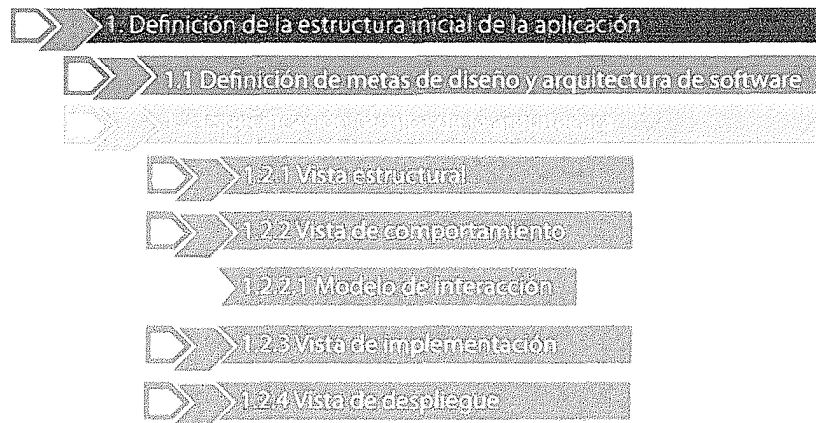 1. Definición de la estructura inicial de la aplicación
1.1 Definición de metas de diseño y arquitectura de software
1.2.1 Vista estructural
1.2.2 Vista de comportamiento
1.2.2.1 Modelo de interacción
1.2.3 Vista de implementación
1.2.4 Vista de despliegue